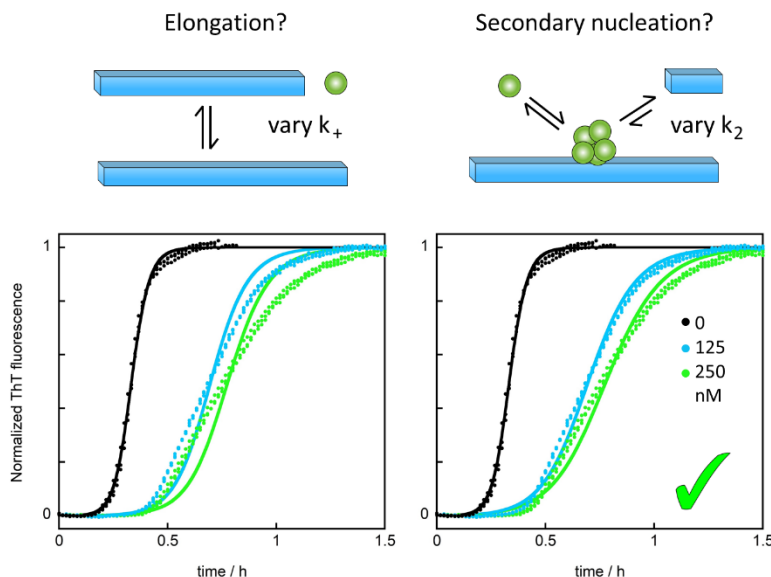 Elongation?
Secondary nucleation?
vary k+
vary k2
Normalized ThT fluorescence
1
0
0
0.5
1
1.5
time / h
1
0
0
125
250
nM
0
0.5
1
1.5
time / h